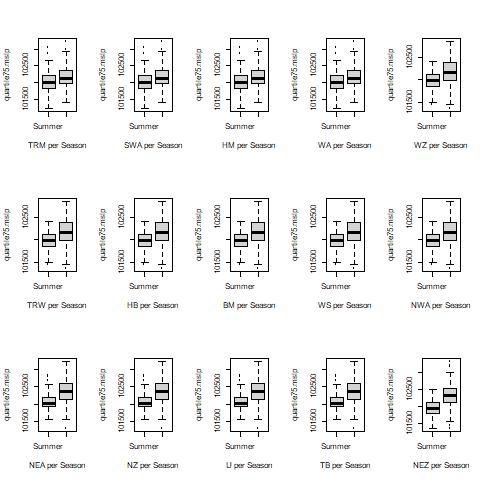 quartile75.mslp
102500
101500
Summer
TRM per Season
quartile75.mslp
102500
101500
Summer
SWA per Season
quartile75.mslp
102500
101500
Summer
HM per Season
quartile75.mslp
102500
101500
Summer
WA per Season
quartile75.mslp
102500
101500
Summer
WZ per Season
quartile75.mslp
102500
101500
Summer
TRW per Season
quartile75.mslp
102500
101500
Summer
HB per Season
quartile75.mslp
102500
101500
Summer
BM per Season
quartile75.mslp
102500
101500
Summer
WS per Season
quartile75.mslp
102500
101500
Summer
NWA per Season
quartile75.mslp
102500
101500
Summer
NEA per Season
quartile75.mslp
102500
101500
Summer
NZ per Season
quartile75.mslp
102500
101500
Summer
U per Season
quartile75.mslp
102500
101500
Summer
TB per Season
quartile75.mslp
102500
101500
Summer
NEZ per Season